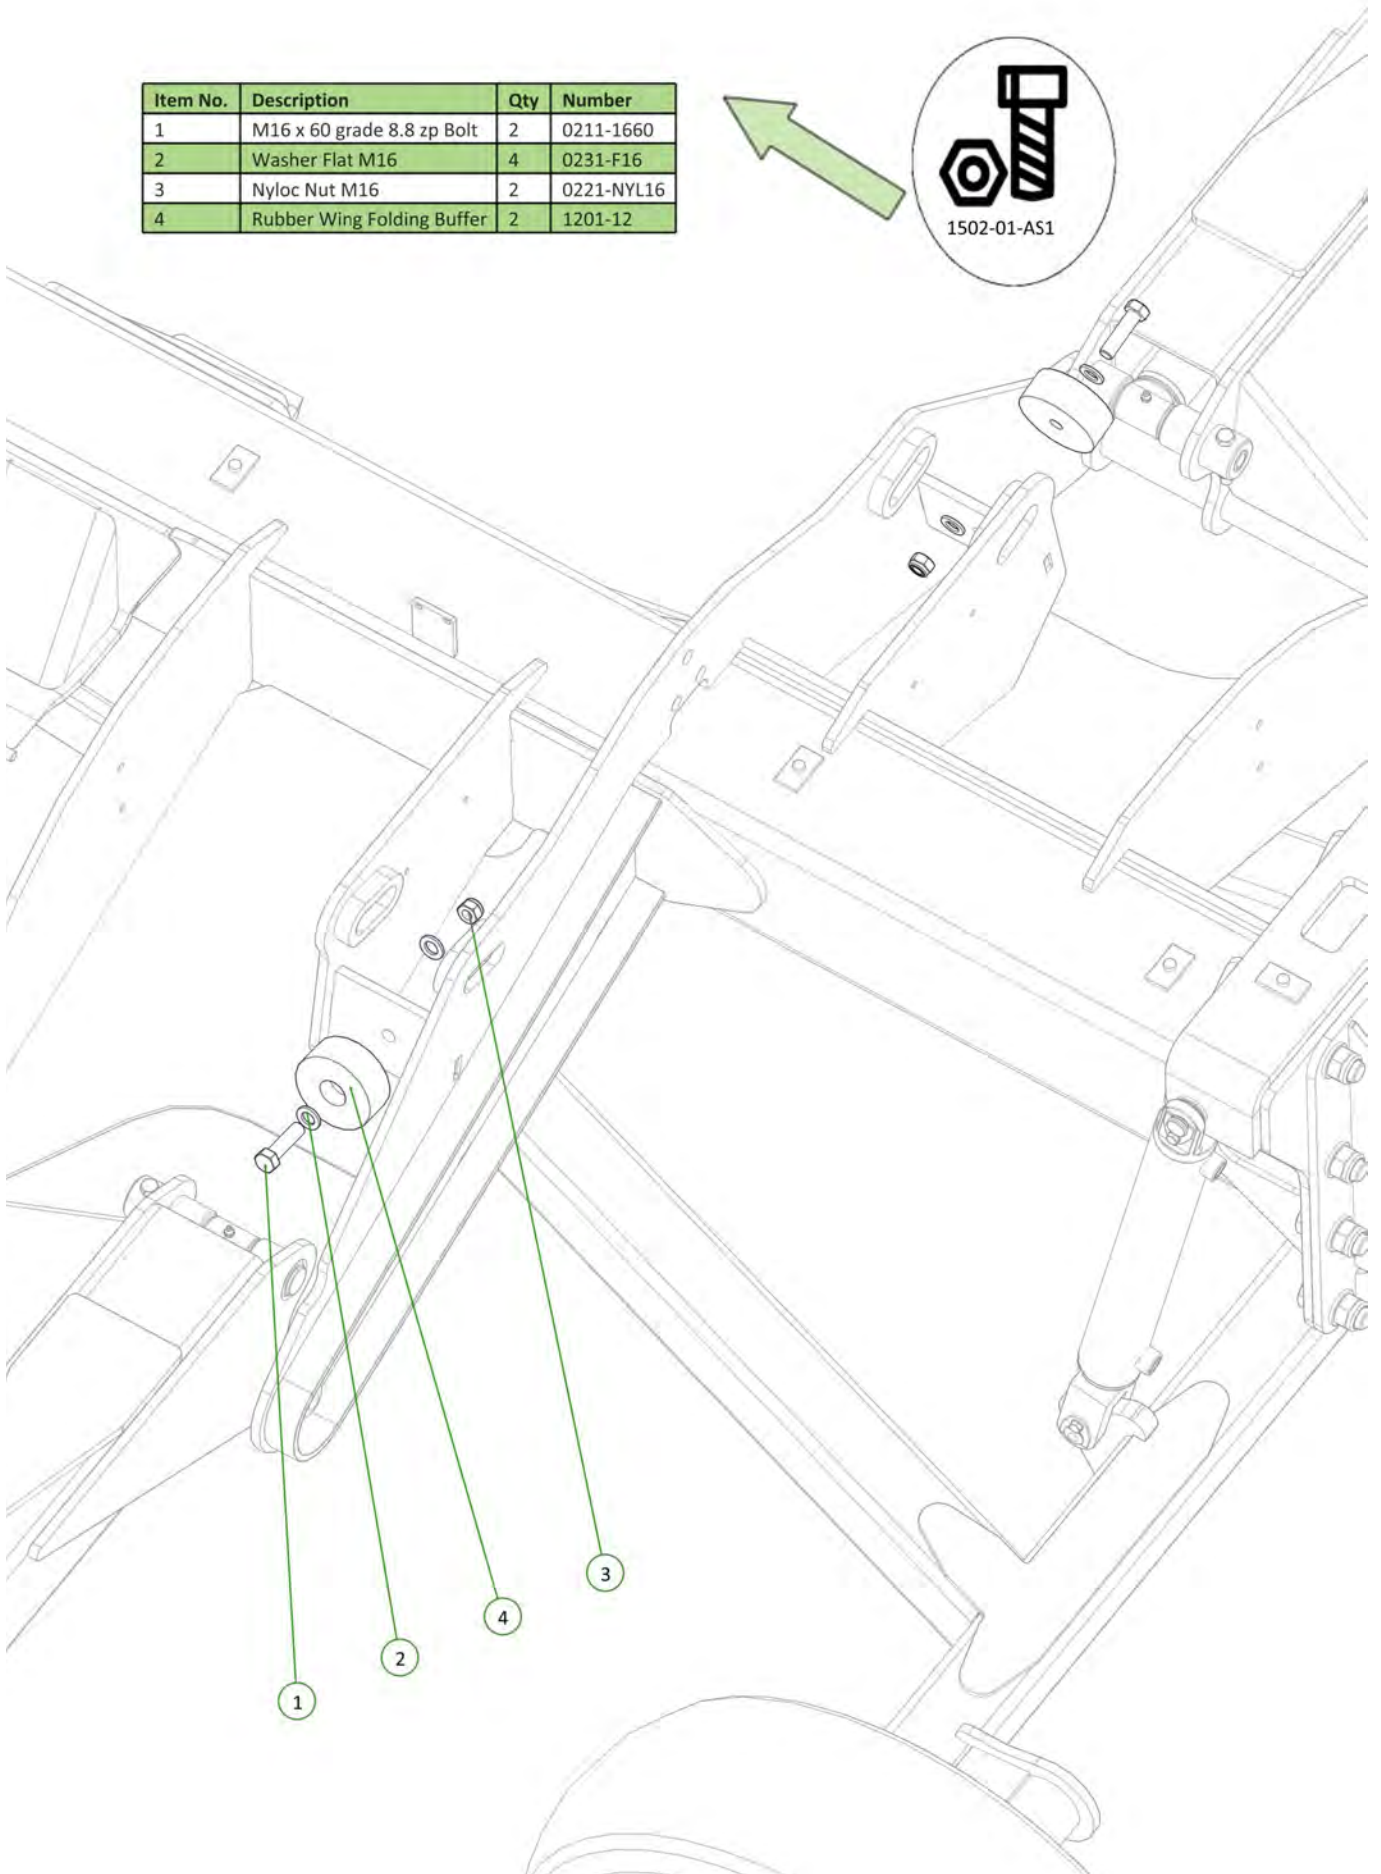 Item No. Description Qty Number
1 M16 x 60 grade 8.8 zp Bolt 2 0211-1660
2 Washer Flat M16 4 0231-F16
3 Nyloc Nut M16 2 0221-NYL16
4 Rubber Wing Folding Buffer 2 1201-12
1502-01-AS1
3
4
2
1